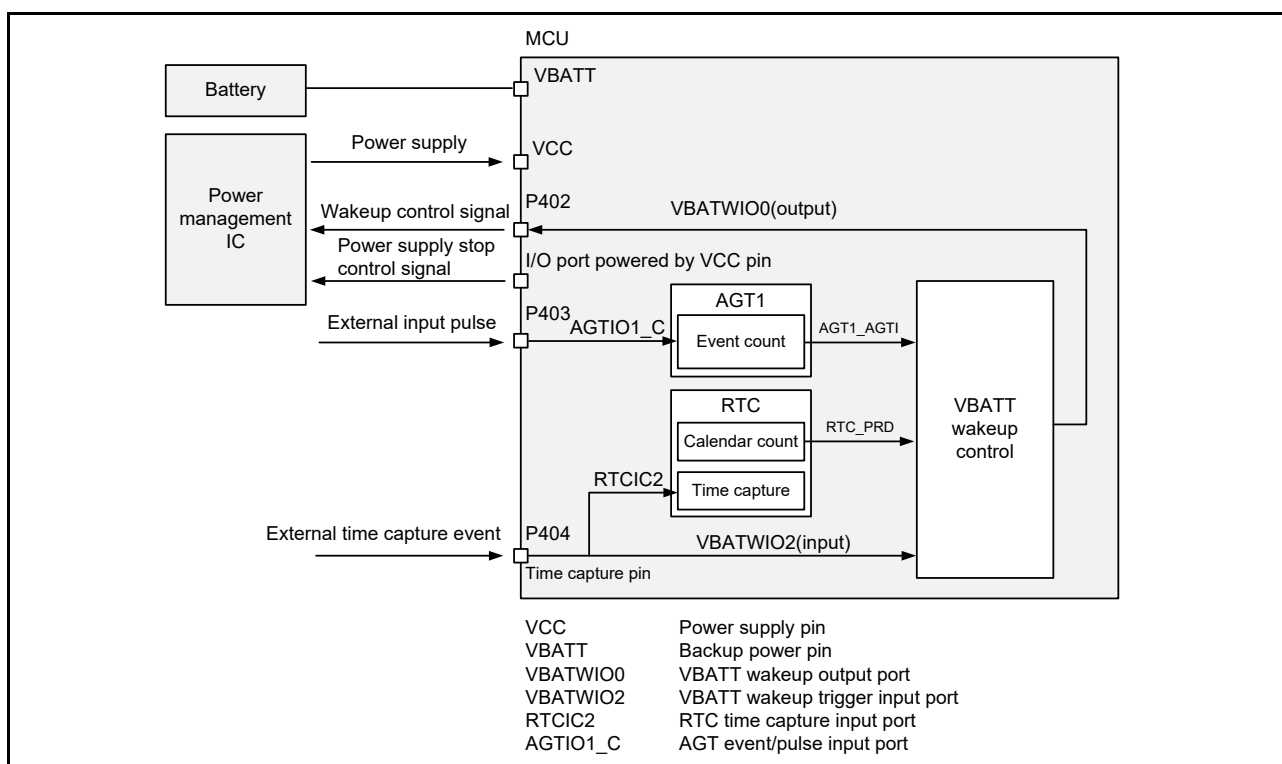 MCU
VBATT
Battery
Power supply
VCC
Power
management
IC
P402
VBATWIO0(output)
Wakeup control signal
Power supply stop
control signal
I/O port powered by VCC pin
P403
AGT1
External input pulse
AGTIO1_C
Event count
AGT1_AGTI
VBATT
wakeup
control
RTC
Calendar count
RTC_PRD
RTCIC2
Time capture
External time capture event
P404
VBATWIO2(input)
Time capture pin
VCC Power supply pin
VBATT Backup power pin
VBATWIO0 VBATT wakeup output port
VBATWIO2 VBATT wakeup trigger input port
RTCIC2 RTC time capture input port
AGTIO1_C AGT event/pulse input port